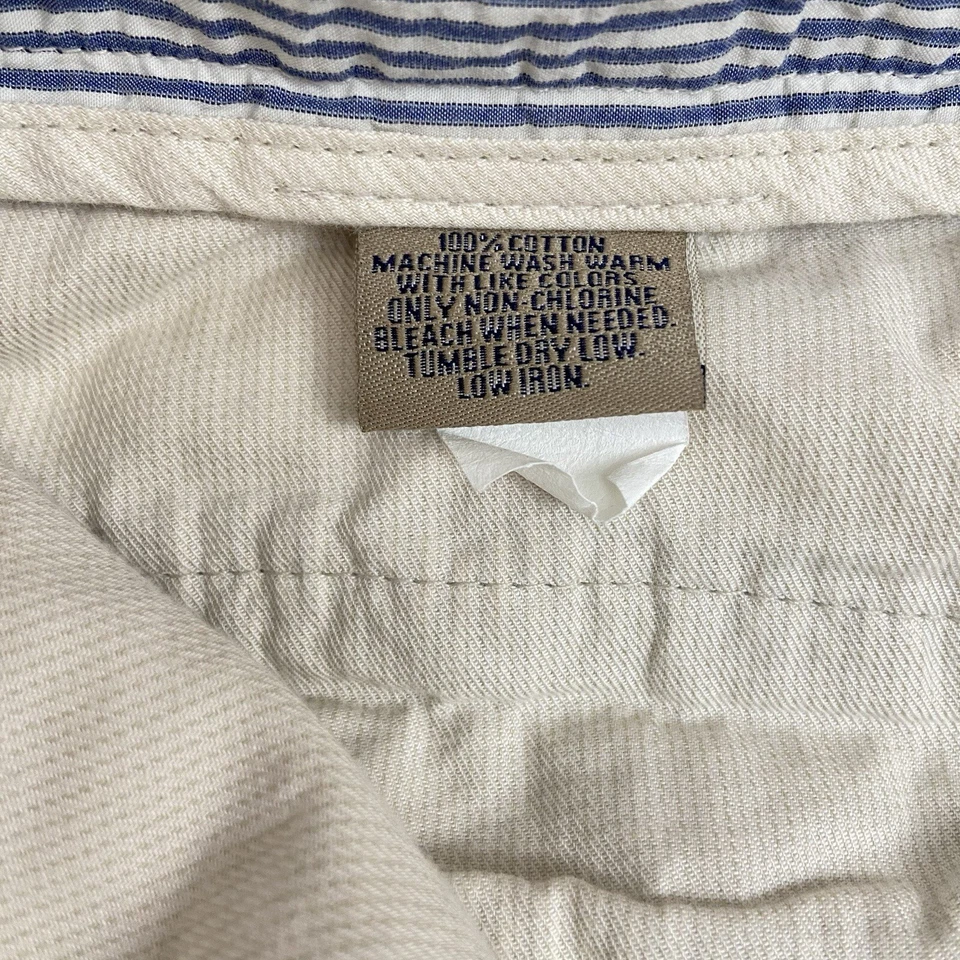 100% COTTON
MACHINE WASH WARM
WITH LIKE COLORS.
ONLY NON-CHLORINE
BLEACH WHEN NEEDED.
TUMBLE DRY LOW.
LOW IRON.